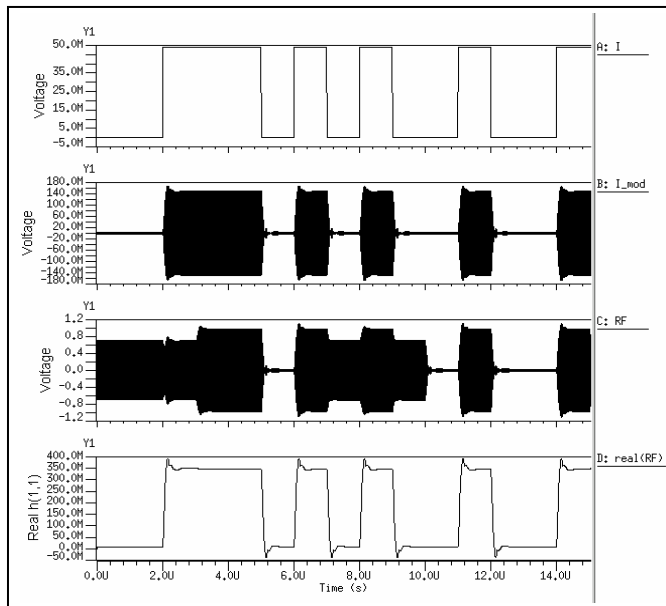 Y1
50.0M
35.0M
25.0M
15.0M
5.0M
-5.0M
Voltage
A: I
Y1
180.0M
140.0M
100.0M
60.0M
20.0M
-20.0M
-60.0M
-100.0M
-140.0M
-180.0M
Voltage
B: I_mod
Y1
1.2
0.8
0.4
0.0
-0.4
-0.8
-1.2
Voltage
C: RF
Y1
400.0M
350.0M
300.0M
250.0M
200.0M
150.0M
100.0M
50.0M
0.0M
-50.0M
Real h(1,1)
D: real(RF)
0.0U
2.0U
4.0U
6.0U
8.0U
10.0U
12.0U
14.0U
Time (s)